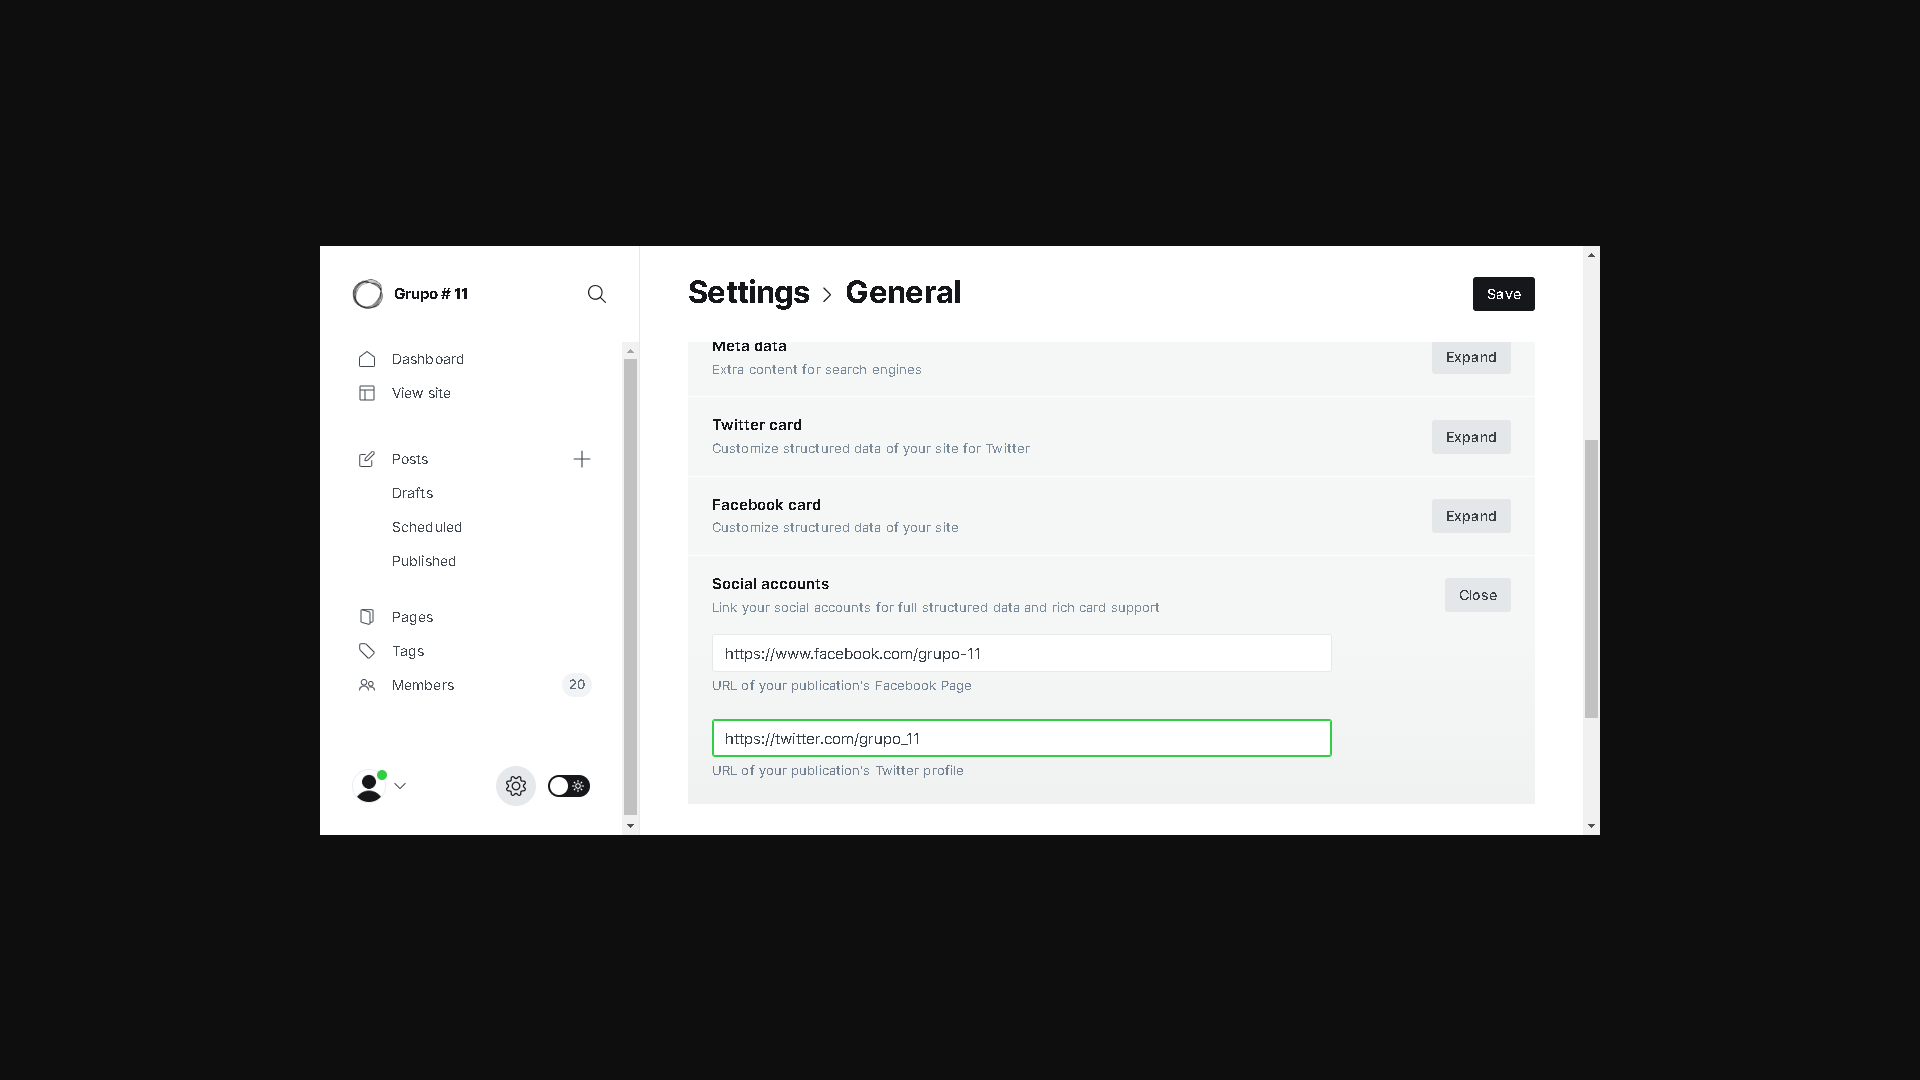 Grupo # 11
Dashboard
View site
Posts
Drafts
Scheduled
Published
Pages
Tags
Members 20
Settings > General
Save
Meta data
Extra content for search engines
Expand
Twitter card
Customize structured data of your site for Twitter
Expand
Facebook card
Customize structured data of your site
Expand
Social accounts
Link your social accounts for full structured data and rich card support
Close
https://www.facebook.com/grupo-11
URL of your publication's Facebook Page
https://twitter.com/grupo_11
URL of your publication's Twitter profile